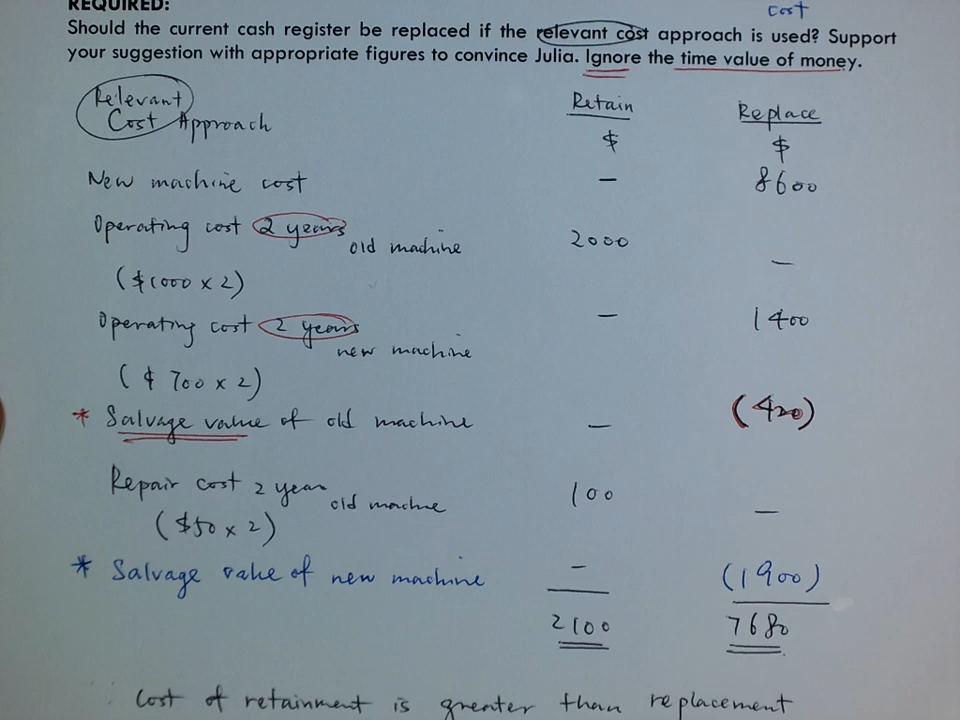 REQUIRED:
cost
Should the current cash register be replaced if the relevant cost approach is used? Support
your suggestion with appropriate figures to convince Julia. Ignore the time value of money.
Relevant Cost Approach Retain Replace
$ $
New machine cost — 8600
Operating cost 2 years old machine 2000 —
($1000 x 2)
Operating cost 2 years new machine — 1400
($ 700 x 2)
* Salvage value of old machine — (420)
Repair cost 2 year old machine 100 —
($50 x 2)
* Salvage value of new machine — (1900)
2100 7680
Cost of retainment is greater than replacement